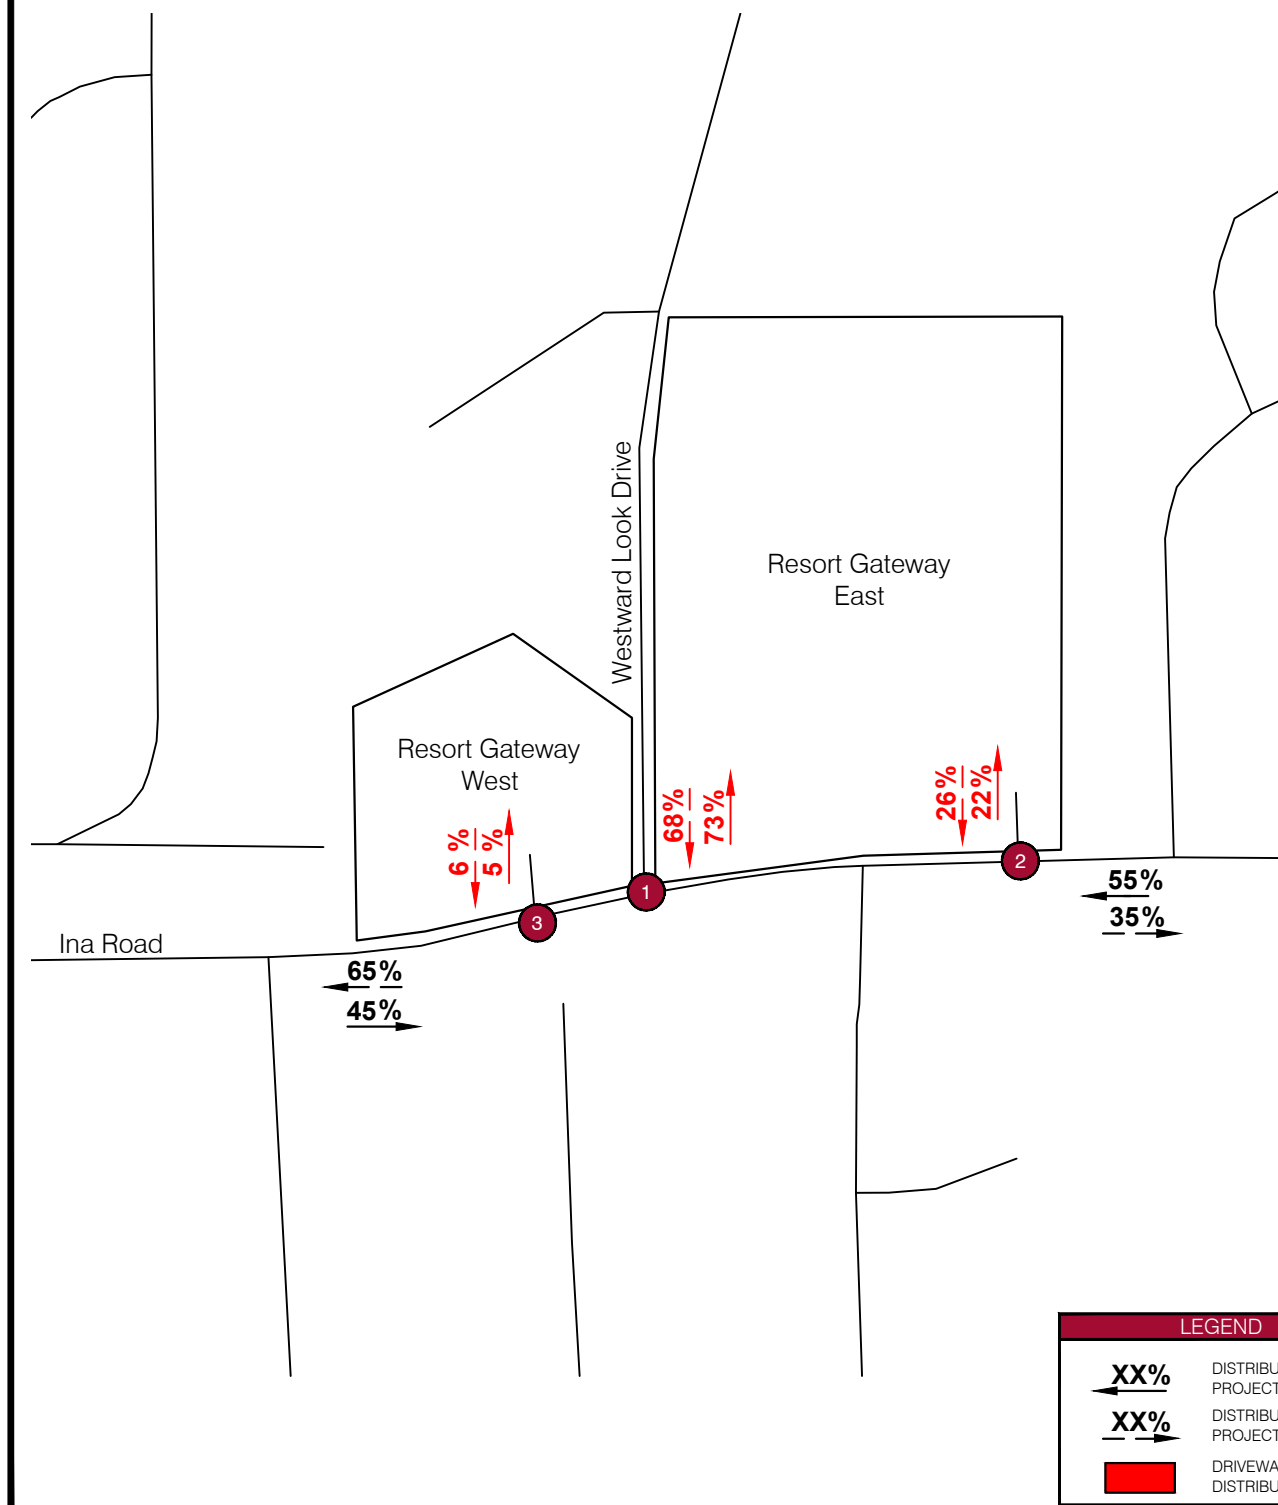 Westward Look Drive
Resort Gateway
East
Resort Gateway
West
6 %
5 %
68%
73%
26%
22%
3
1
2
55%
35%
Ina Road
65%
45%
LEGEND
XX%
XX%